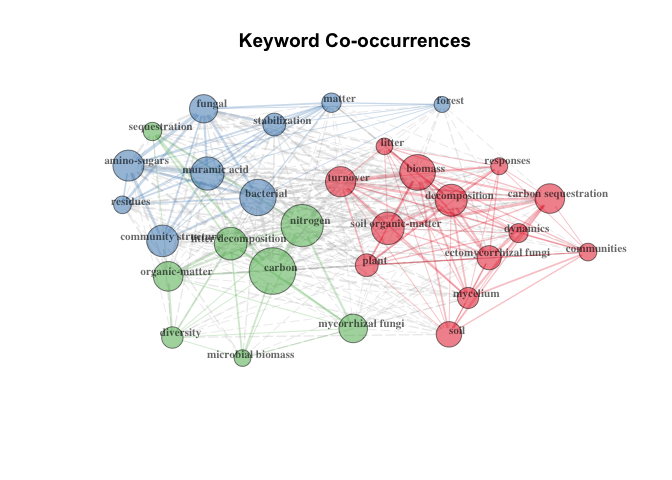 Keyword Co-occurrences
matter
forest
fungal
stabilization
sequestration
litter
amino-sugars
responses
muramic acid
biomass
turnover
bacterial
decomposition
carbon sequestration
residues
nitrogen
soil organic-matter
dynamics
community structure
litter decomposition
communities
ectomycorrhizal fungi
plant
carbon
organic-matter
mycelium
mycorrhizal fungi
soil
diversity
microbial biomass